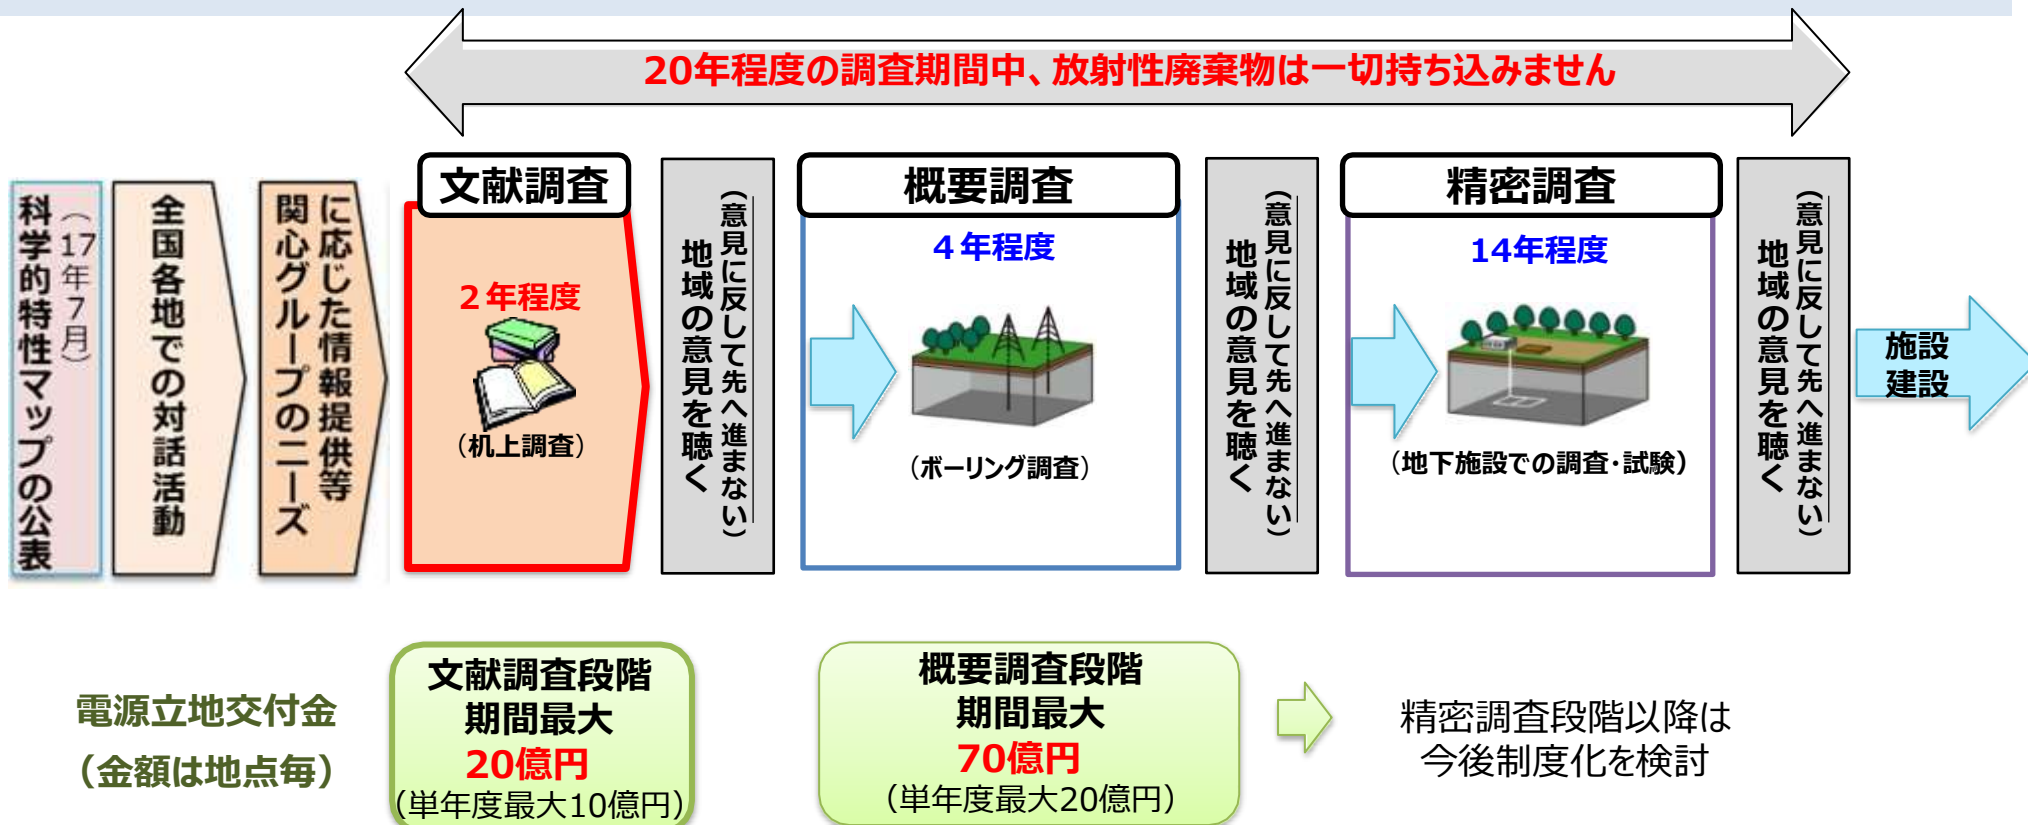 20年程度の調査期間中、放射性廃棄物は一切持ち込みません
科学的特性マップの公表
（17年7月）
全国各地での対話活動
関心グループのニーズ
に応じた情報提供等
文献調査
２年程度
（机上調査）
（意見に反して先へ進まない）
地域の意見を聴く
概要調査
４年程度
（ボーリング調査）
（意見に反して先へ進まない）
地域の意見を聴く
精密調査
14年程度
（地下施設での調査・試験）
（意見に反して先へ進まない）
地域の意見を聴く
施設
建設
電源立地交付金
（金額は地点毎）
文献調査段階
期間最大
20億円
（単年度最大10億円）
概要調査段階
期間最大
70億円
（単年度最大20億円）
精密調査段階以降は
今後制度化を検討